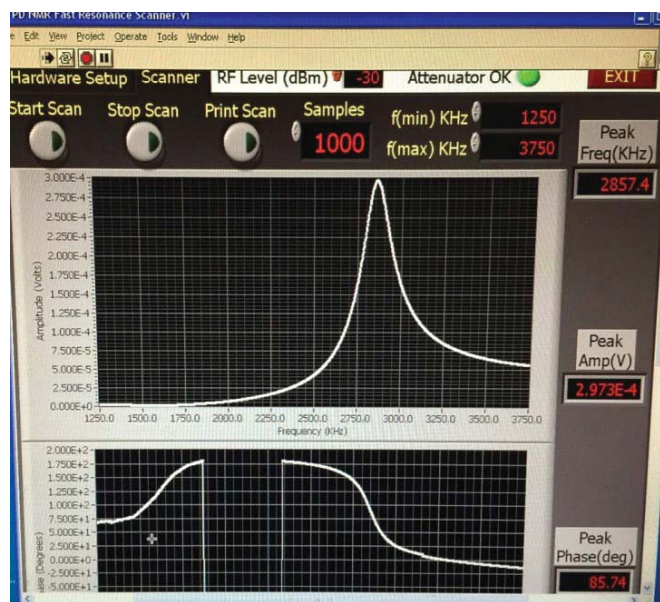 PD NMR Fast Resonance Scanner.vi
Edit View Project Operate Tools Window Help
Hardware Setup Scanner RF Level (dBm) -30 Attenuator OK EXIT
Start Scan Stop Scan Print Scan Samples f(min) KHz 1250
1000 f(max) KHz 3750
Peak
Freq(KHz)
2857.4
3.000E-4
2.750E-4
2.500E-4
2.250E-4
2.000E-4
1.750E-4
1.500E-4
1.250E-4
1.000E-4
7.500E-5
5.000E-5
2.500E-5
0.000E+0
Amplitude (Volts)
1250.0 1500.0 1750.0 2000.0 2250.0 2500.0 2750.0 3000.0 3250.0 3500.0 3750.0
Frequency (KHz)
Peak
Amp(V)
2.973E-4
2.000E+2
1.750E+2
1.500E+2
1.250E+2
1.000E+2
7.500E+1
5.000E+1
2.500E+1
0.000E+0
-2.500E+1
-5.000E+1
(Degrees)
Peak
Phase(deg)
85.74